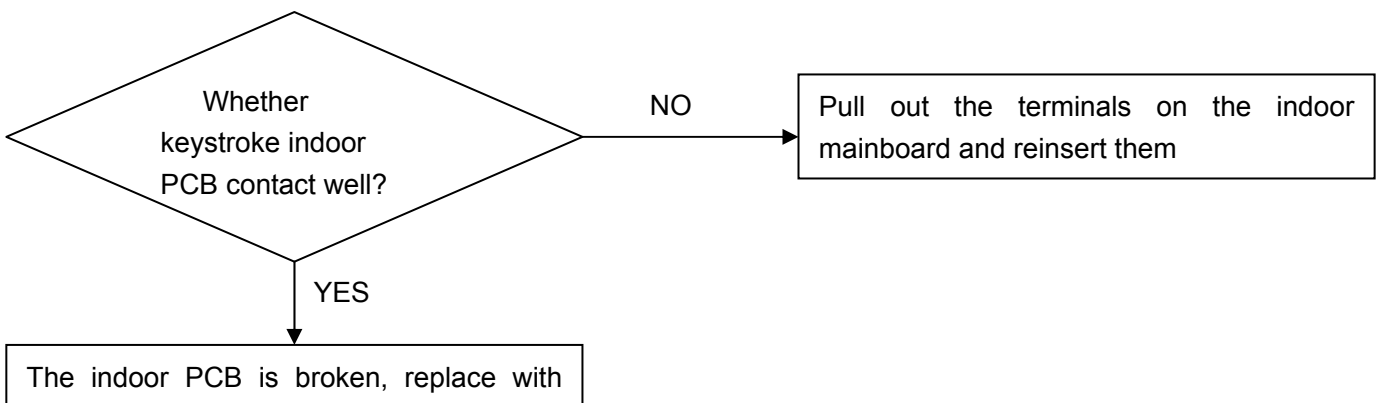 Whether
keystroke indoor
PCB contact well?
NO
Pull out the terminals on the indoor
mainboard and reinsert them
YES
The indoor PCB is broken, replace with